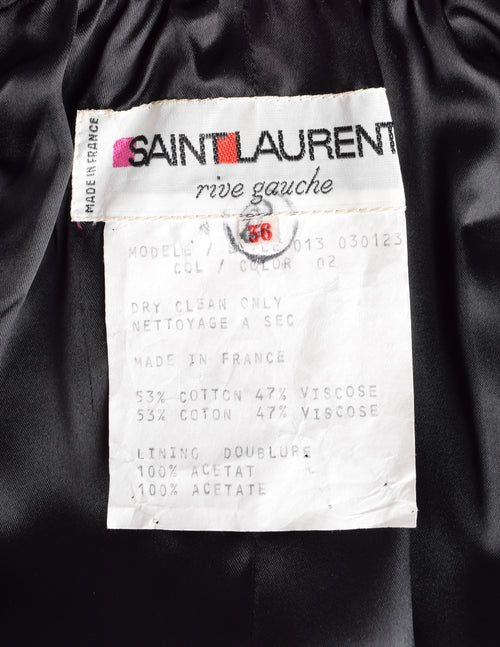 MADE IN FRANCE
SAINT LAURENT
rive gauche
36
MODELE / STYLE 013 030123
COL / COLOR 02
DRY CLEAN ONLY
NETTOYAGE A SEC
MADE IN FRANCE
53% COTTON 47% VISCOSE
53% COTON 47% VISCOSE
LINING DOUBLURE
100% ACETAT
100% ACETATE